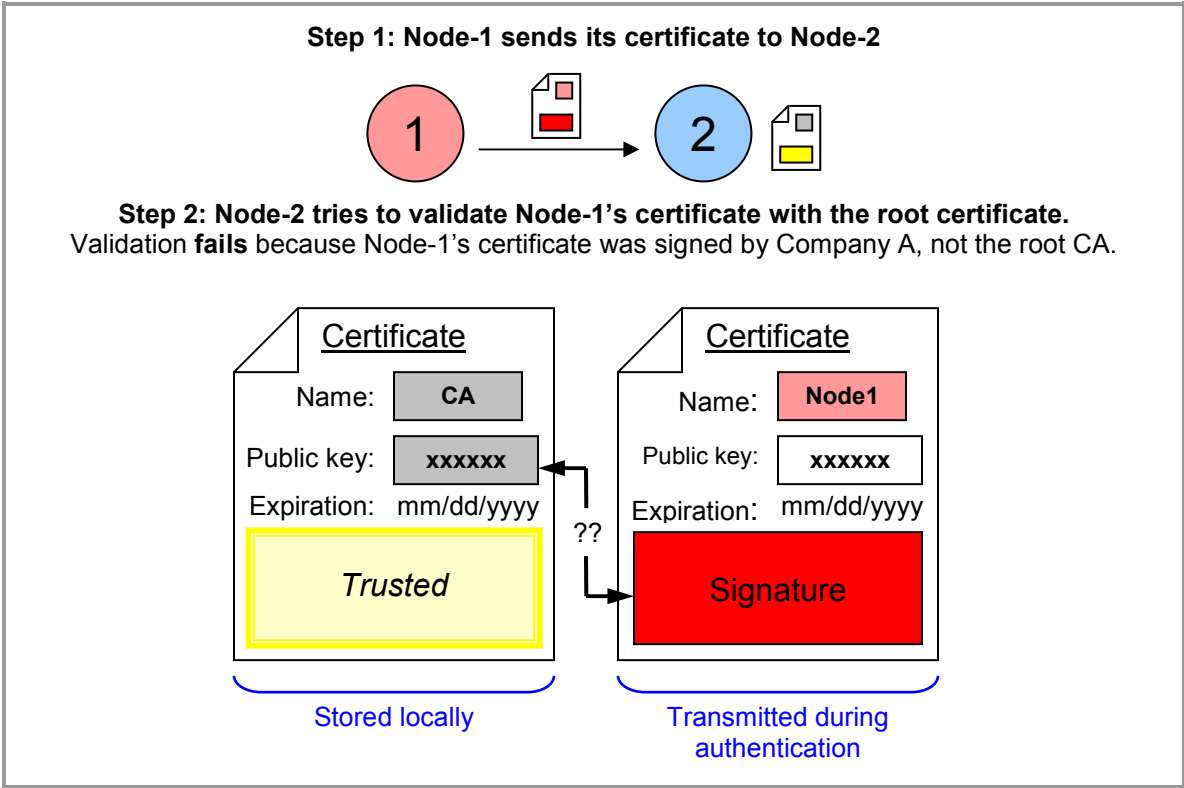 Step 1: Node-1 sends its certificate to Node-2
1
2
Step 2: Node-2 tries to validate Node-1's certificate with the root certificate.
Validation fails because Node-1's certificate was signed by Company A, not the root CA.
Certificate
Name: CA
Public key: xxxxxx
Expiration: mm/dd/yyyy
Trusted
??
Certificate
Name: Node1
Public key: xxxxxx
Expiration: mm/dd/yyyy
Signature
Stored locally
Transmitted during
authentication